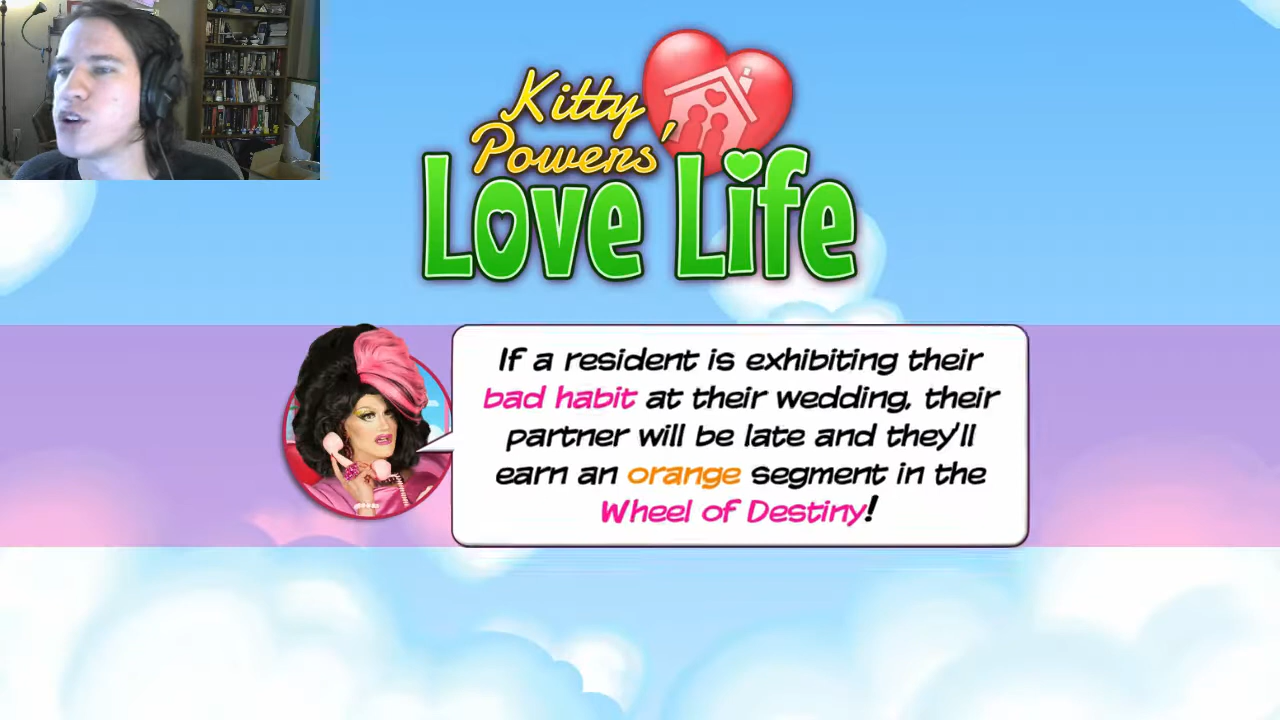 Kitty
Powers'
Love Life
If a resident is exhibiting their
bad habit at their wedding, their
partner will be late and they'll
earn an orange segment in the
Wheel of Destiny!